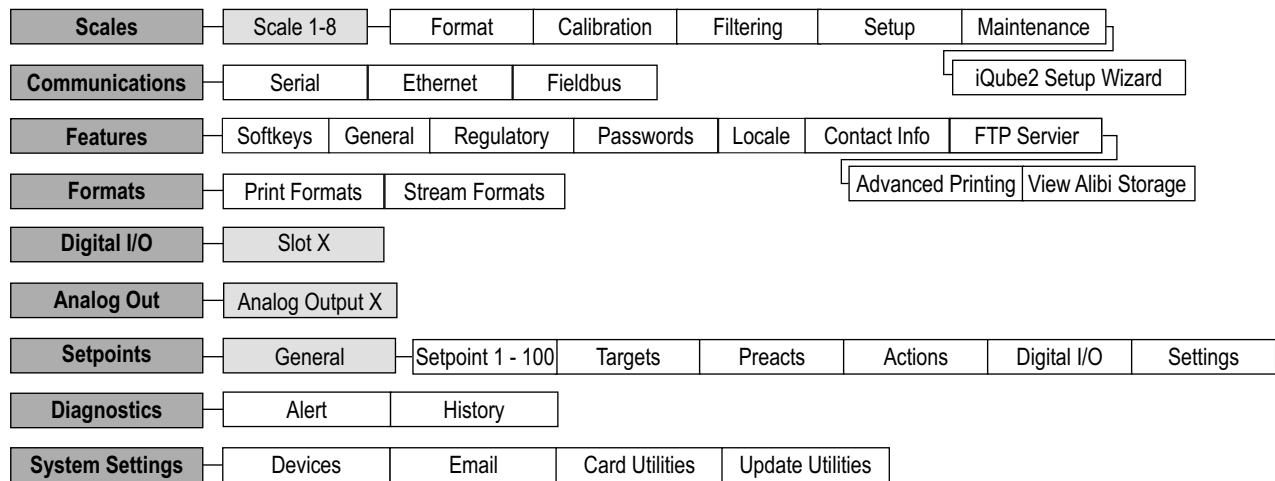 Scales Scale 1-8 Format Calibration Filtering Setup Maintenance
iQube2 Setup Wizard
Communications Serial Ethernet Fieldbus
Features Softkeys General Regulatory Passwords Locale Contact Info FTP Servier
Advanced Printing View Alibi Storage
Formats Print Formats Stream Formats
Digital I/O Slot X
Analog Out Analog Output X
Setpoints General Setpoint 1 - 100 Targets Preacts Actions Digital I/O Settings
Diagnostics Alert History
System Settings Devices Email Card Utilities Update Utilities